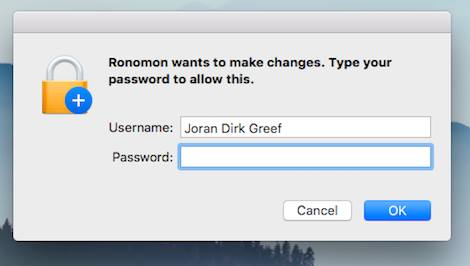 Ronomon wants to make changes. Type your
password to allow this.
Username: Joran Dirk Greef
Password:
Cancel OK